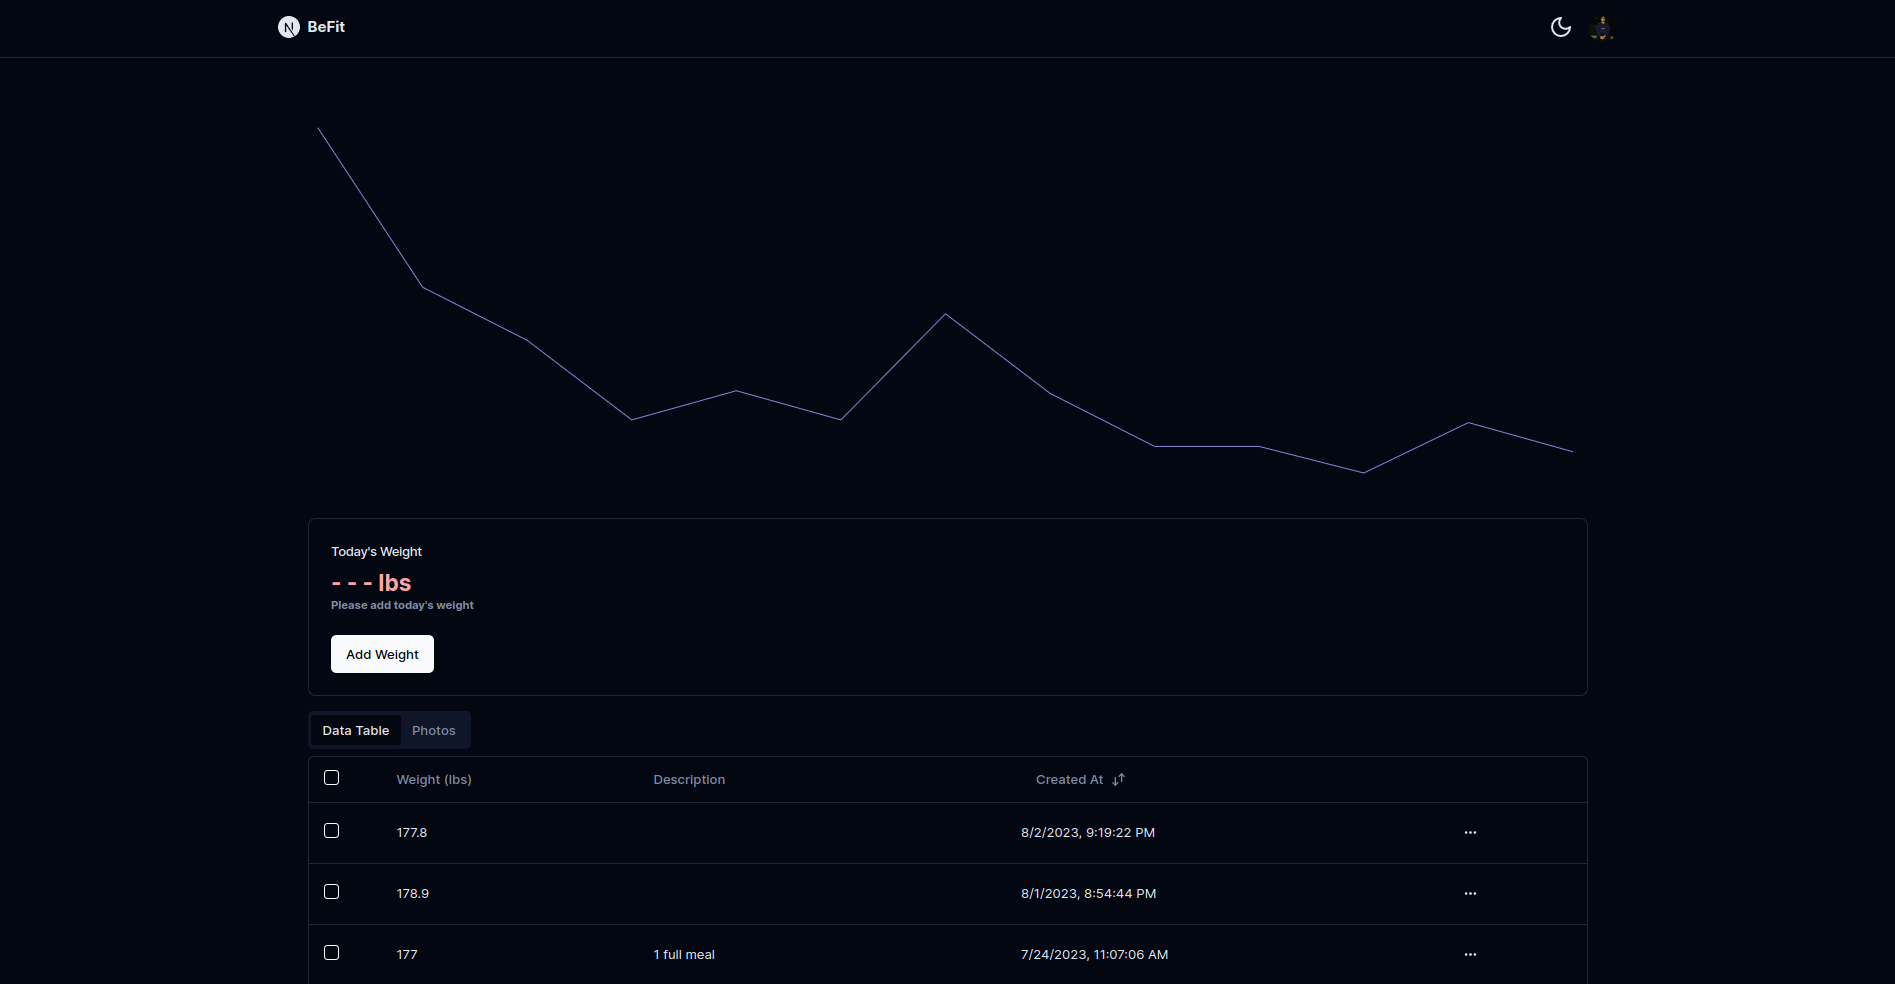 N BeFit
Today's Weight
- - - lbs
Please add today's weight
Add Weight
Data Table Photos
Weight (lbs) Description Created At
177.8 8/2/2023, 9:19:22 PM
178.9 8/1/2023, 8:54:44 PM
177 1 full meal 7/24/2023, 11:07:06 AM